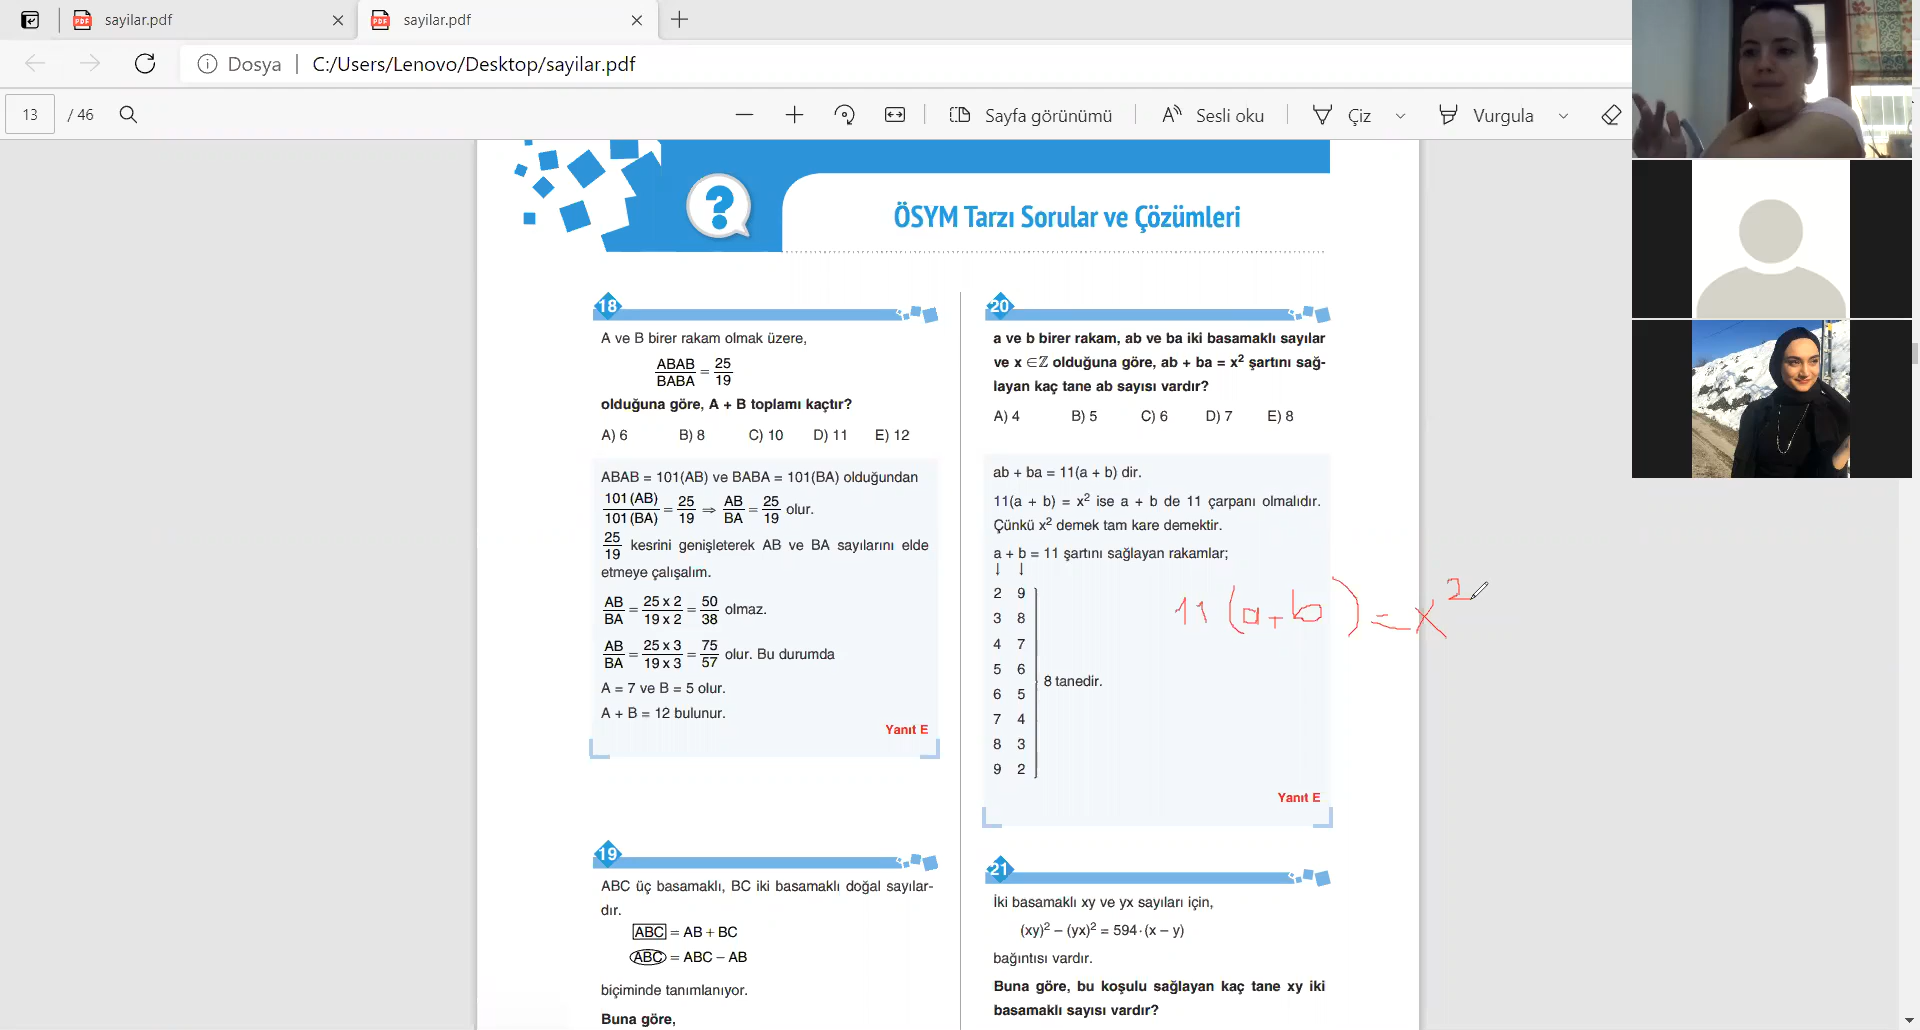 sayilar.pdf
sayilar.pdf
Dosya | C:/Users/Lenovo/Desktop/sayilar.pdf
13 / 46
Sayfa görünümü
Sesli oku
Çiz
Vurgula
?
ÖSYM Tarzı Sorular ve Çözümleri
18
A ve B birer rakam olmak üzere,
ABAB/BABA = 25/19
olduğuna göre, A + B toplamı kaçtır?
A) 6 B) 8 C) 10 D) 11 E) 12
ABAB = 101(AB) ve BABA = 101(BA) olduğundan
101(AB)/101(BA) = 25/19 ⇒ AB/BA = 25/19 olur.
25/19 kesrini genişleterek AB ve BA sayılarını elde
etmeye çalışalım.
AB/BA = 25 x 2/19 x 2 = 50/38 olmaz.
AB/BA = 25 x 3/19 x 3 = 75/57 olur. Bu durumda
A = 7 ve B = 5 olur.
A + B = 12 bulunur.
Yanıt E
19
ABC üç basamaklı, BC iki basamaklı doğal sayılar-
dır.
ABC = AB + BC
ABC = ABC − AB
biçiminde tanımlanıyor.
Buna göre,
20
a ve b birer rakam, ab ve ba iki basamaklı sayılar
ve x ∈ ℤ olduğuna göre, ab + ba = x² şartını sağ-
layan kaç tane ab sayısı vardır?
A) 4 B) 5 C) 6 D) 7 E) 8
ab + ba = 11(a + b) dir.
11(a + b) = x² ise a + b de 11 çarpanı olmalıdır.
Çünkü x² demek tam kare demektir.
a + b = 11 şartını sağlayan rakamlar;
↓ ↓
2 9
3 8
4 7
5 6
6 5
7 4
8 3
9 2
8 tanedir.
11 (a+b) = x²
Yanıt E
21
İki basamaklı xy ve yx sayıları için,
(xy)² − (yx)² = 594·(x − y)
bağıntısı vardır.
Buna göre, bu koşulu sağlayan kaç tane xy iki
basamaklı sayısı vardır?